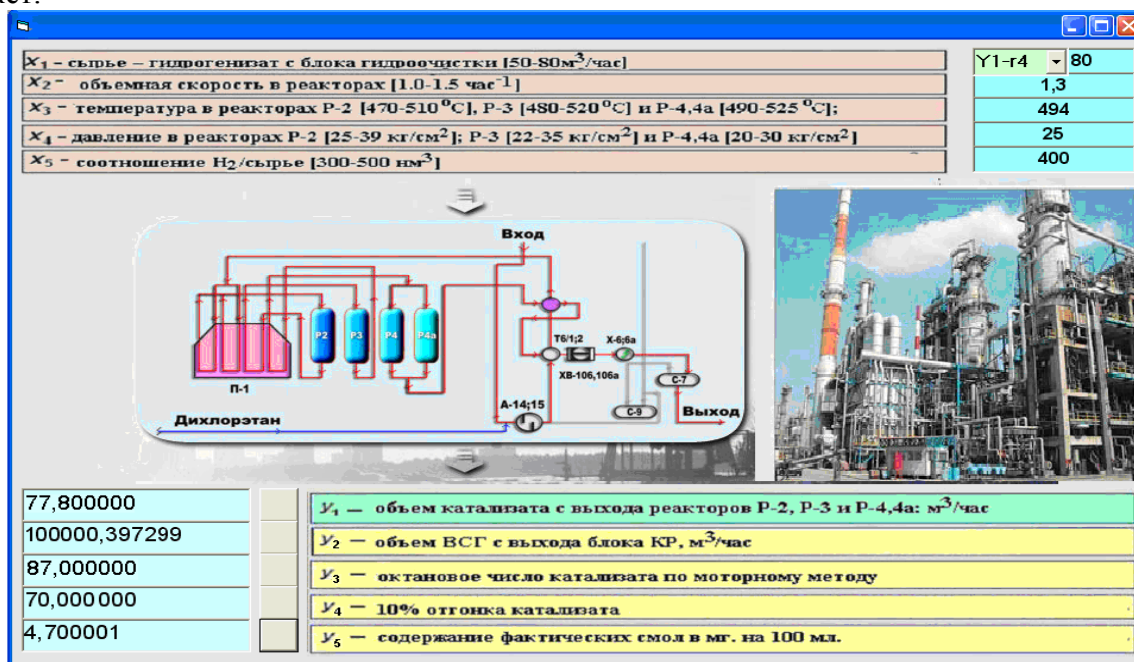 x₁ - сырье – гидрогенизат с блока гидроочистки [50-80м³/час]
Y1-r4 80
x₂ - объемная скорость в реакторах [1.0-1.5 час⁻¹]
1,3
x₃ - температура в реакторах Р-2 [470-510 ⁰С], Р-3 [480-520 ⁰С] и Р-4,4а [490-525 ⁰С];
494
x₄ - давление в реакторах Р-2 [25-39 кг/см²]; Р-3 [22-35 кг/см²] и Р-4,4а [20-30 кг/см²]
25
x₅ - соотношение Н₂/сырье [300-500 нм³]
400
Вход
Р2 Р3 Р4 Р4а
Т6/1;2 Х-6;6а
ХВ-106,106а
С-7
П-1
А-14;15
С-9
Выход
Дихлорэтан
77,800000
y₁ — объем катализата с выхода реакторов Р-2, Р-3 и Р-4,4а: м³/час
100000,397299
y₂ — объем ВСГ с выхода блока КР, м³/час
87,000000
y₃ — октановое число катализата по моторному методу
70,000000
y₄ — 10% отгонка катализата
4,700001
y₅ — содержание фактических смол в мг. на 100 мл.